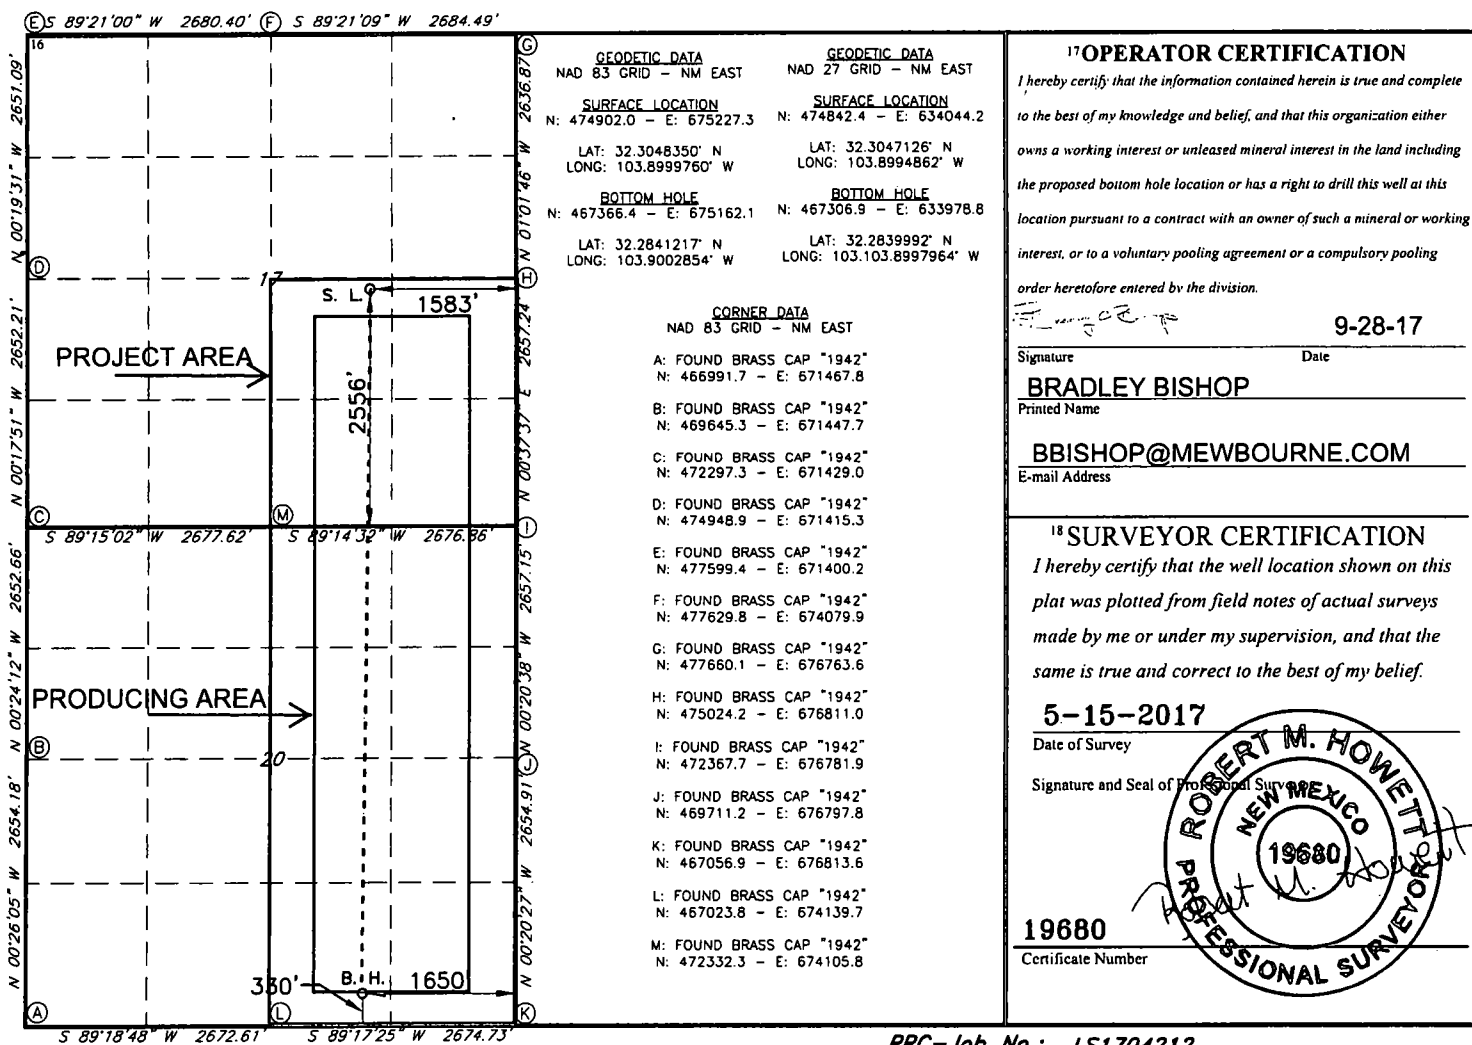 E S 89°21'00" W 2680.40' F S 89°21'09" W 2684.49'
16
G
N 00°19'31" W 2651.09'
N 01°01'46" W 2636.87'
D
17
H
S. L.
1583'
PROJECT AREA
2556'
N 00°17'51" W 2652.21'
N 00°37'37" E 2657.24'
C
M
I
S 89°15'02" W 2677.62' S 89°14'32" W 2676.86'
N 00°24'12" W 2652.66'
N 00°20'38" W 2657.15'
PRODUCING AREA
B
20
J
N 00°26'05" W 2654.18'
N 00°20'27" W 2654.91'
330'
B. H.
1650'
A
L
K
S 89°18'48" W 2672.61' S 89°17'25" W 2674.73'
GEODETIC DATA
NAD 83 GRID - NM EAST
SURFACE LOCATION
N: 474902.0 - E: 675227.3
LAT: 32.3048350° N
LONG: 103.8999760° W
BOTTOM HOLE
N: 467366.4 - E: 675162.1
LAT: 32.2841217° N
LONG: 103.9002854° W
GEODETIC DATA
NAD 27 GRID - NM EAST
SURFACE LOCATION
N: 474842.4 - E: 634044.2
LAT: 32.3047126° N
LONG: 103.8994862° W
BOTTOM HOLE
N: 467306.9 - E: 633978.8
LAT: 32.2839992° N
LONG: 103.103.8997964° W
CORNER DATA
NAD 83 GRID - NM EAST
A: FOUND BRASS CAP "1942"
N: 466991.7 - E: 671467.8
B: FOUND BRASS CAP "1942"
N: 469645.3 - E: 671447.7
C: FOUND BRASS CAP "1942"
N: 472297.3 - E: 671429.0
D: FOUND BRASS CAP "1942"
N: 474948.9 - E: 671415.3
E: FOUND BRASS CAP "1942"
N: 477599.4 - E: 671400.2
F: FOUND BRASS CAP "1942"
N: 477629.8 - E: 674079.9
G: FOUND BRASS CAP "1942"
N: 477660.1 - E: 676763.6
H: FOUND BRASS CAP "1942"
N: 475024.2 - E: 676811.0
I: FOUND BRASS CAP "1942"
N: 472367.7 - E: 676781.9
J: FOUND BRASS CAP "1942"
N: 469711.2 - E: 676797.8
K: FOUND BRASS CAP "1942"
N: 467056.9 - E: 676813.6
L: FOUND BRASS CAP "1942"
N: 467023.8 - E: 674139.7
M: FOUND BRASS CAP "1942"
N: 472332.3 - E: 674105.8
17 OPERATOR CERTIFICATION
I hereby certify that the information contained herein is true and complete
to the best of my knowledge and belief, and that this organization either
owns a working interest or unleased mineral interest in the land including
the proposed bottom hole location or has a right to drill this well at this
location pursuant to a contract with an owner of such a mineral or working
interest, or to a voluntary pooling agreement or a compulsory pooling
order heretofore entered by the division.
9-28-17
Signature Date
BRADLEY BISHOP
Printed Name
BBISHOP@MEWBOURNE.COM
E-mail Address
18 SURVEYOR CERTIFICATION
I hereby certify that the well location shown on this
plat was plotted from field notes of actual surveys
made by me or under my supervision, and that the
same is true and correct to the best of my belief.
5-15-2017
Date of Survey
Signature and Seal of Professional Surveyor
ROBERT M. HOWETT
NEW MEXICO
19680
PROFESSIONAL SURVEYOR
Robert M. Howett
19680
Certificate Number
RRC-Job No.: LS1704212